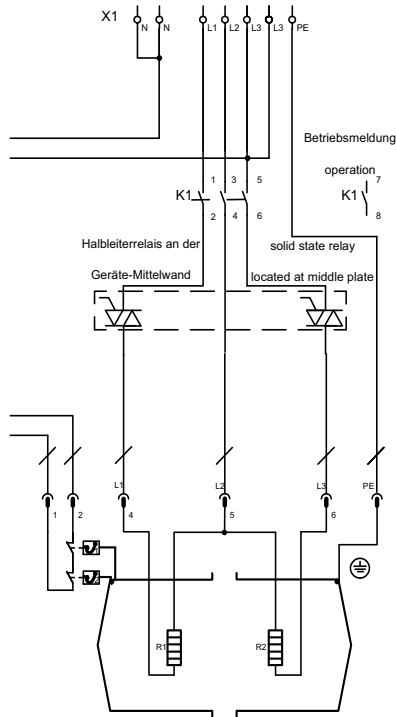 X1
N N L1 L2 L3 L3 PE
Betriebsmeldung
operation
1 3 5 7
K1 K1
2 4 6 8
Halbleiterrelais an der solid state relay
Geräte-Mittelwand located at middle plate
L1 L2 L3 PE
1 2 4 5 6
R1 R2